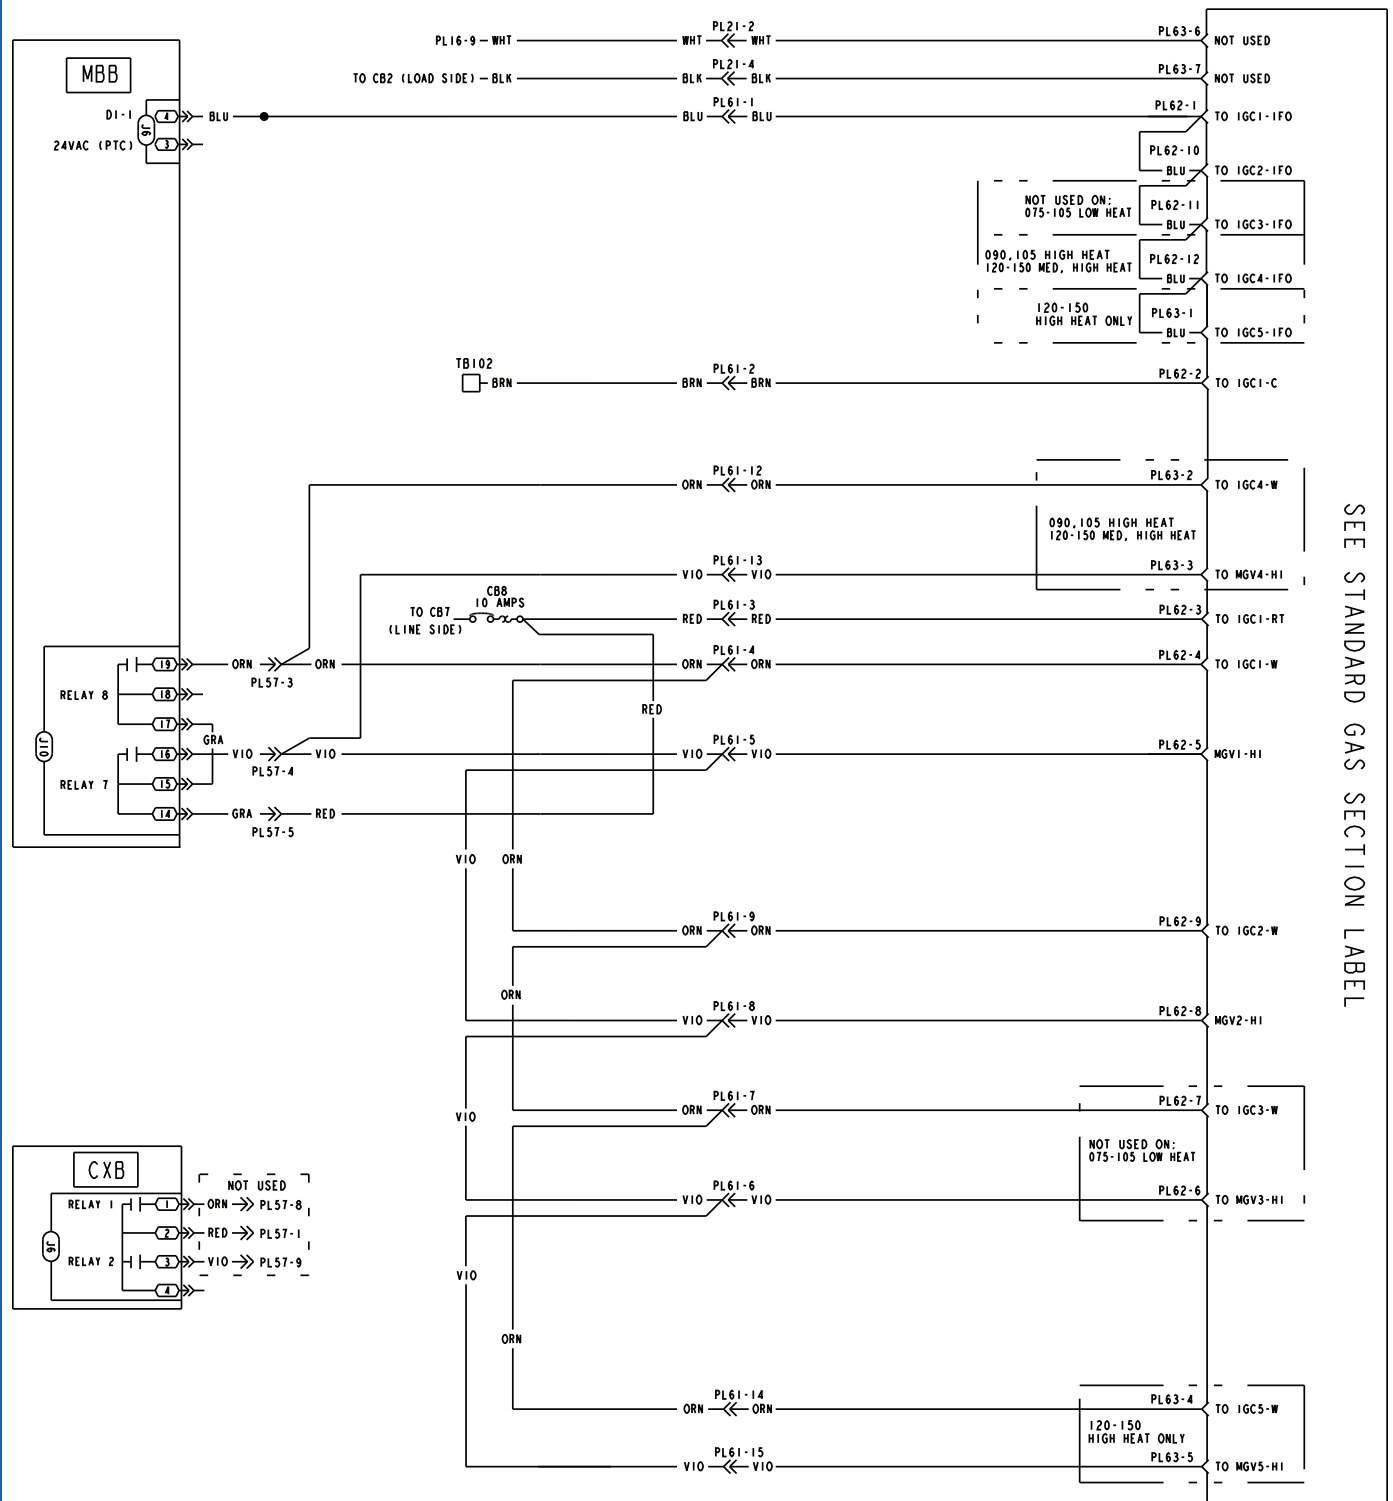 PL16-9 WHT WHT PL21-2 WHT PL63-6 NOT USED
MBB
TO CB2 (LOAD SIDE) BLK BLK PL21-4 BLK PL63-7 NOT USED
D1-1 4 BLU BLU PL61-1 BLU PL62-1 TO IGC1-IFO
J6
24VAC (PTC) 3
PL62-10
BLU TO IGC2-IFO
NOT USED ON:
075-105 LOW HEAT
PL62-11
BLU TO IGC3-IFO
090,105 HIGH HEAT
120-150 MED, HIGH HEAT
PL62-12
BLU TO IGC4-IFO
120-150
HIGH HEAT ONLY
PL63-1
BLU TO IGC5-IFO
TB102
BRN BRN PL61-2 BRN PL62-2 TO IGC1-C
ORN PL61-12 ORN PL63-2 TO IGC4-W
090,105 HIGH HEAT
120-150 MED, HIGH HEAT
VIO PL61-13 VIO PL63-3 TO MGV4-HI
CB8
10 AMPS
TO CB7
(LINE SIDE)
RED PL61-3 RED PL62-3 TO IGC1-RT
19 ORN PL57-3 ORN ORN PL61-4 ORN PL62-4 TO IGC1-W
RELAY 8 18
RED
17
GRA
J10
16 VIO PL57-4 VIO VIO PL61-5 VIO PL62-5 MGV1-HI
RELAY 7 15
14 GRA PL57-5 RED
VIO ORN
ORN PL61-9 ORN PL62-9 TO IGC2-W
ORN
VIO PL61-8 VIO PL62-8 MGV2-HI
ORN PL61-7 ORN PL62-7 TO IGC3-W
VIO
NOT USED ON:
075-105 LOW HEAT
VIO PL61-6 VIO PL62-6 TO MGV3-HI
CXB
NOT USED
RELAY 1 1 ORN PL57-8
2 RED PL57-1
J6
RELAY 2 3 VIO PL57-9
4
VIO
ORN
ORN PL61-14 ORN PL63-4 TO IGC5-W
120-150
HIGH HEAT ONLY
VIO PL61-15 VIO PL63-5 TO MGV5-HI
SEE STANDARD GAS SECTION LABEL